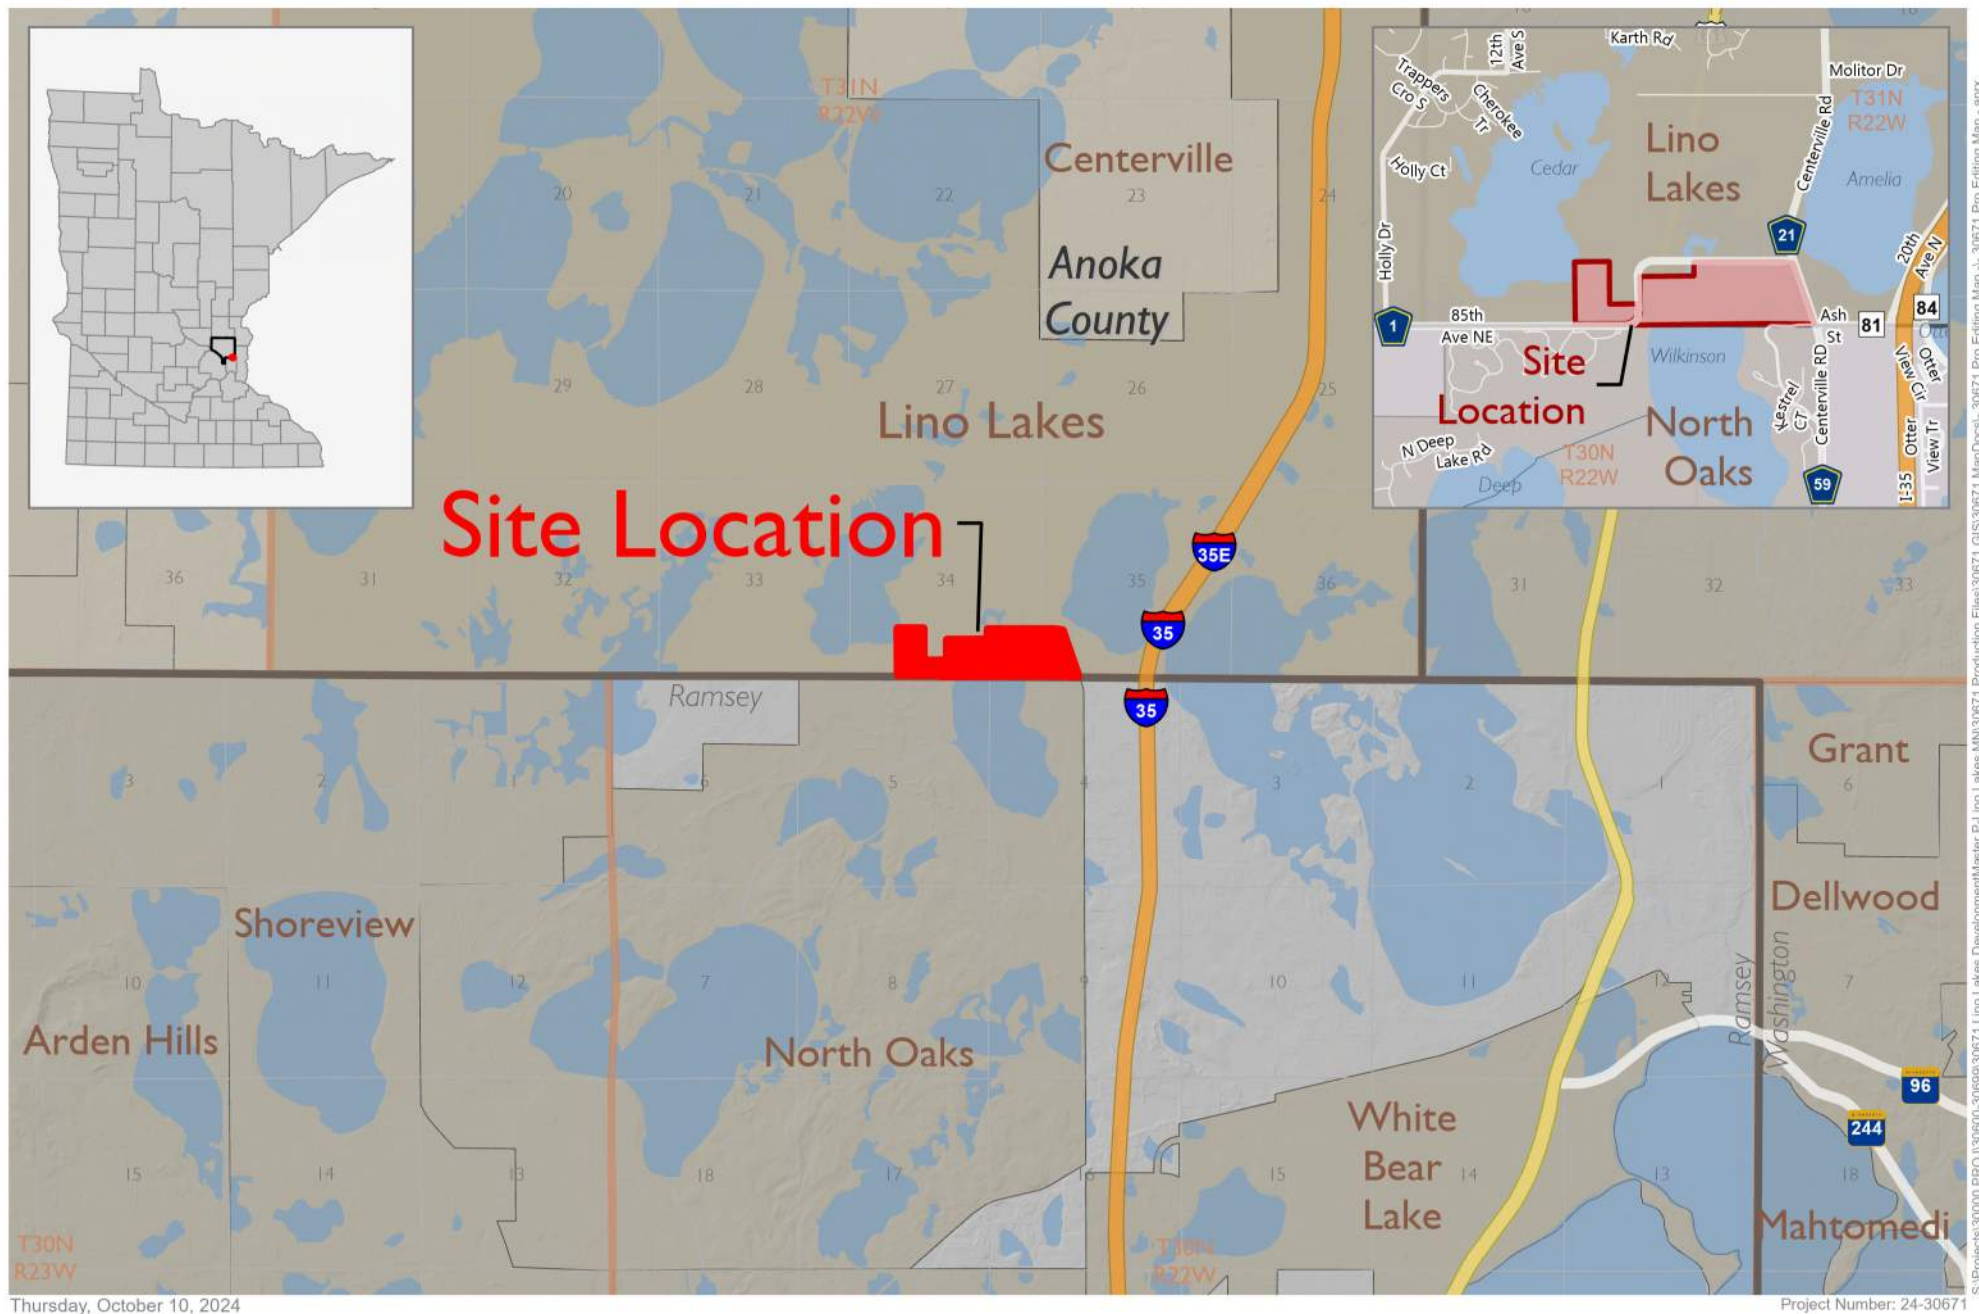 T31N
R22W
Centerville
20
21
22
23
24
Anoka
County
29
28
27
26
25
Lino Lakes
Site Location
36
31
32
33
34
35
36
31
32
33
35E
35
35
Ramsey
Grant
3
2
1
6
5
4
3
2
1
6
Dellwood
Shoreview
10
11
12
7
8
9
10
11
12
7
Ramsey
Washington
Arden Hills
North Oaks
White
Bear
Lake
96
244
15
14
13
18
17
16
15
14
13
18
Mahtomedi
T30N
R23W
T30N
R22W
Karth Rd
12th
Ave S
Trappers
Cro S
Cherokee
Tr
Molitor Dr
T31N
R22W
Lino
Lakes
Centerville Rd
Cedar
Amelia
Holly Ct
Holly Dr
21
20th
Ave N
1
85th
Ave NE
Ash
St
81
84
Site
Location
Wilkinson
Otter
View Cir
Kestrel
CT
Centerville RD
North
Oaks
N Deep
Lake Rd
Deep
T30N
R22W
59
I-35
Otter
View Tr
Thursday, October 10, 2024
Project Number: 24-30671